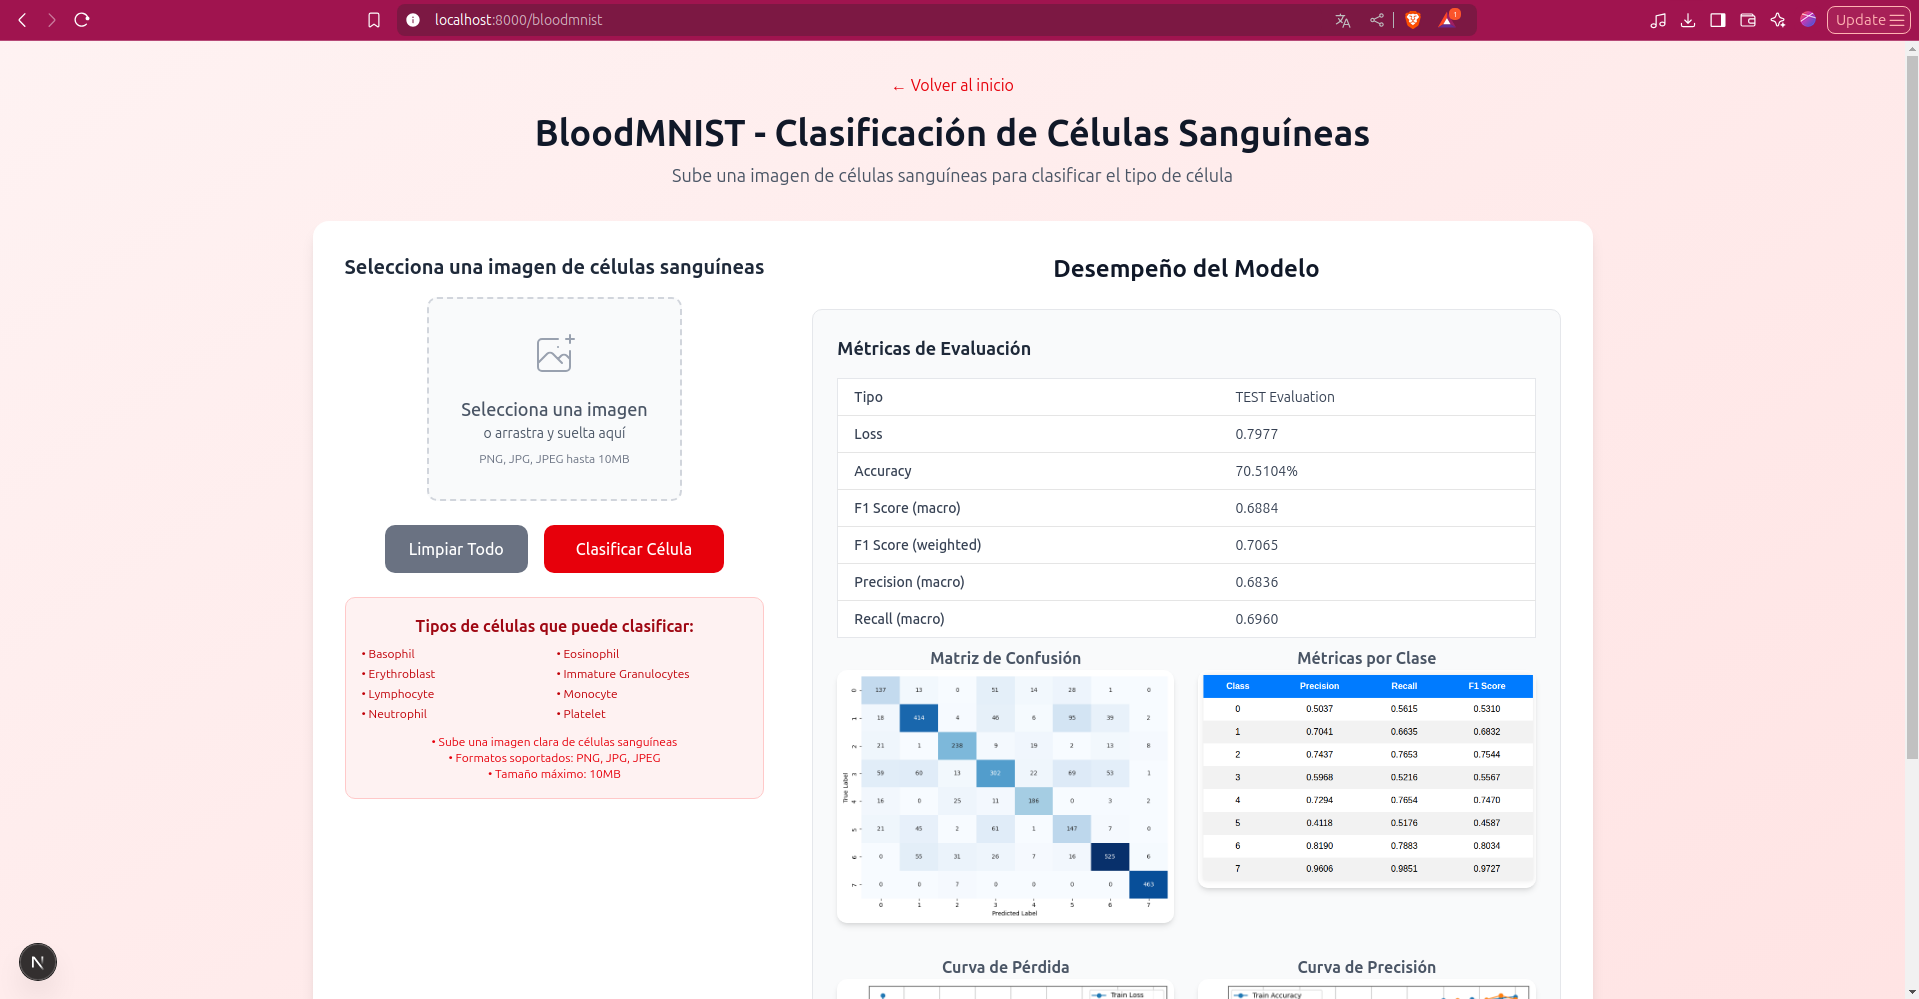 localhost:8000/bloodmnist
Update
← Volver al inicio
BloodMNIST - Clasificación de Células Sanguíneas
Sube una imagen de células sanguíneas para clasificar el tipo de célula
Selecciona una imagen de células sanguíneas
Selecciona una imagen
o arrastra y suelta aquí
PNG, JPG, JPEG hasta 10MB
Limpiar Todo
Clasificar Célula
Tipos de células que puede clasificar:
• Basophil
• Eosinophil
• Erythroblast
• Immature Granulocytes
• Lymphocyte
• Monocyte
• Neutrophil
• Platelet
• Sube una imagen clara de células sanguíneas
• Formatos soportados: PNG, JPG, JPEG
• Tamaño máximo: 10MB
Desempeño del Modelo
Métricas de Evaluación
Tipo TEST Evaluation
Loss 0.7977
Accuracy 70.5104%
F1 Score (macro) 0.6884
F1 Score (weighted) 0.7065
Precision (macro) 0.6836
Recall (macro) 0.6960
Matriz de Confusión
True Label
0 137 13 0 51 14 28 1 0
1 18 414 4 46 6 95 39 2
2 21 1 238 9 19 2 13 8
3 59 60 13 302 22 69 53 1
4 16 0 25 11 186 0 3 2
5 21 45 2 61 1 147 7 0
6 0 55 31 26 7 16 525 6
7 0 0 7 0 0 0 0 463
0 1 2 3 4 5 6 7
Predicted Label
Métricas por Clase
Class Precision Recall F1 Score
0 0.5037 0.5615 0.5310
1 0.7041 0.6635 0.6832
2 0.7437 0.7653 0.7544
3 0.5968 0.5216 0.5567
4 0.7294 0.7654 0.7470
5 0.4118 0.5176 0.4587
6 0.8190 0.7883 0.8034
7 0.9606 0.9851 0.9727
Curva de Pérdida
Train Loss
Curva de Precisión
Train Accuracy
N